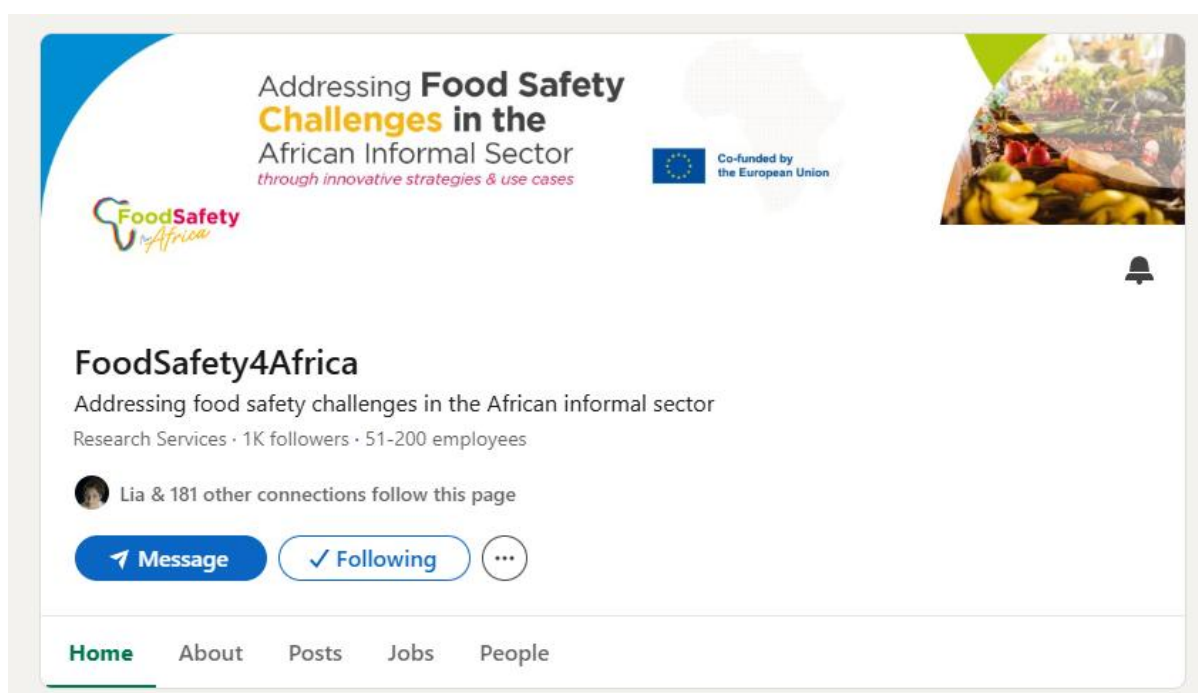 Addressing Food Safety
Challenges in the
African Informal Sector
through innovative strategies & use cases
Co-funded by
the European Union
FoodSafety
for Africa
FoodSafety4Africa
Addressing food safety challenges in the African informal sector
Research Services · 1K followers · 51-200 employees
Lia & 181 other connections follow this page
Message
Following
Home About Posts Jobs People